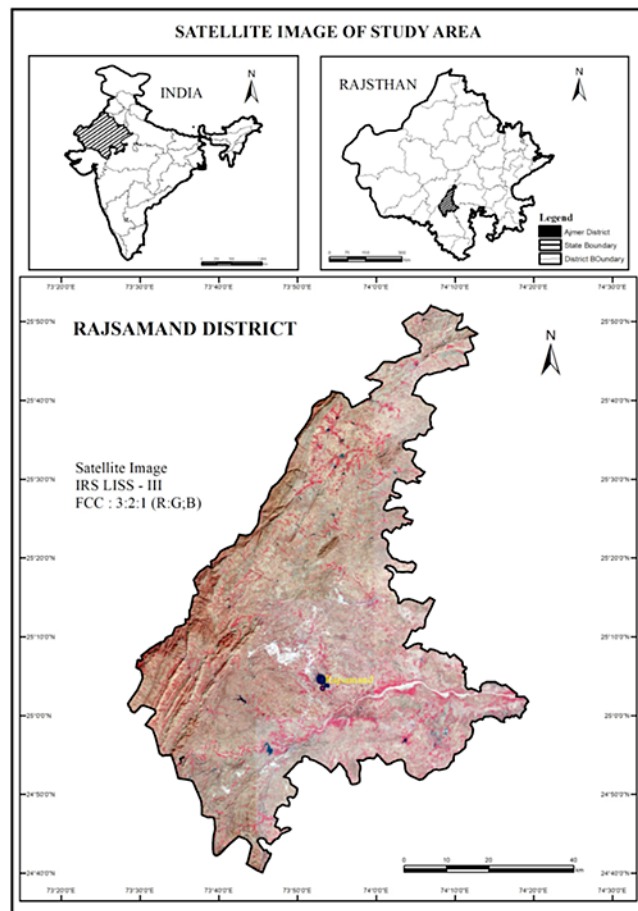 SATELLITE IMAGE OF STUDY AREA
INDIA
N
RAJSTHAN
N
Legend
Ajmer District
State Boundary
District BOundary
km
73°20'0"E 73°30'0"E 73°40'0"E 73°50'0"E 74°0'0"E 74°10'0"E 74°20'0"E 74°30'0"E
RAJSAMAND DISTRICT
N
Satellite Image
IRS LISS - III
FCC : 3:2:1 (R:G;B)
Rajsamand
25°50'0"N 25°50'0"N
25°40'0"N 25°40'0"N
25°30'0"N 25°30'0"N
25°20'0"N 25°20'0"N
25°10'0"N 25°10'0"N
25°0'0"N 25°0'0"N
24°50'0"N 24°50'0"N
24°40'0"N 24°40'0"N
0 10 20 40
km
73°20'0"E 73°30'0"E 73°40'0"E 73°50'0"E 74°0'0"E 74°10'0"E 74°20'0"E 74°30'0"E